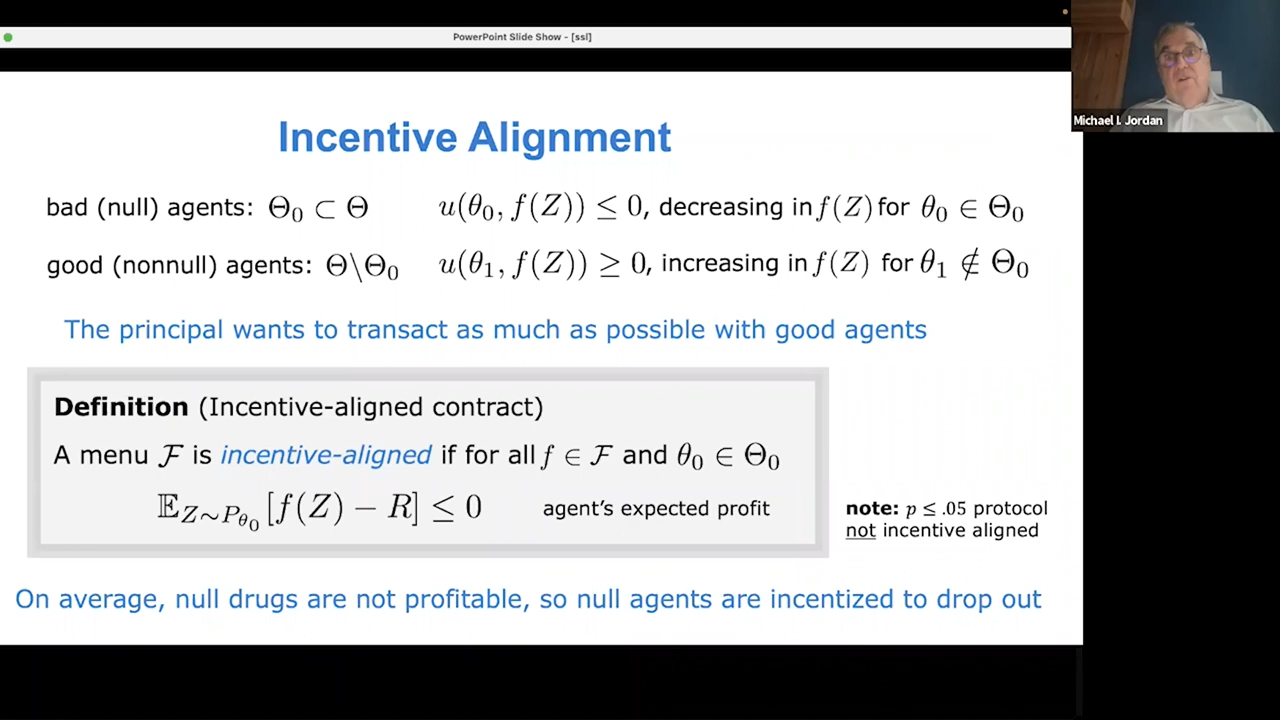 PowerPoint Slide Show - [ssl]
Michael I. Jordan
Incentive Alignment
bad (null) agents: Θ₀ ⊂ Θ u(θ₀, f(Z)) ≤ 0, decreasing in f(Z) for θ₀ ∈ Θ₀
good (nonnull) agents: Θ\Θ₀ u(θ₁, f(Z)) ≥ 0, increasing in f(Z) for θ₁ ∉ Θ₀
The principal wants to transact as much as possible with good agents
Definition (Incentive-aligned contract)
A menu ℱ is incentive-aligned if for all f ∈ ℱ and θ₀ ∈ Θ₀
𝔼_{Z∼P_{θ₀}}[f(Z) − R] ≤ 0 agent's expected profit
note: p ≤ .05 protocol
not incentive aligned
On average, null drugs are not profitable, so null agents are incentized to drop out